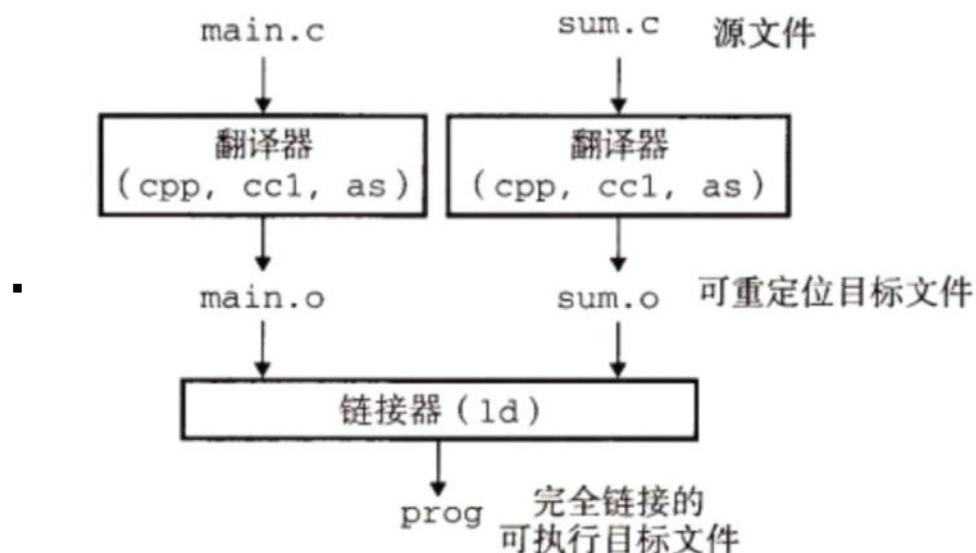 main.c sum.c 源文件
翻译器 翻译器
(cpp, cc1, as) (cpp, cc1, as)
main.o sum.o 可重定位目标文件
链接器(ld)
prog 完全链接的
可执行目标文件